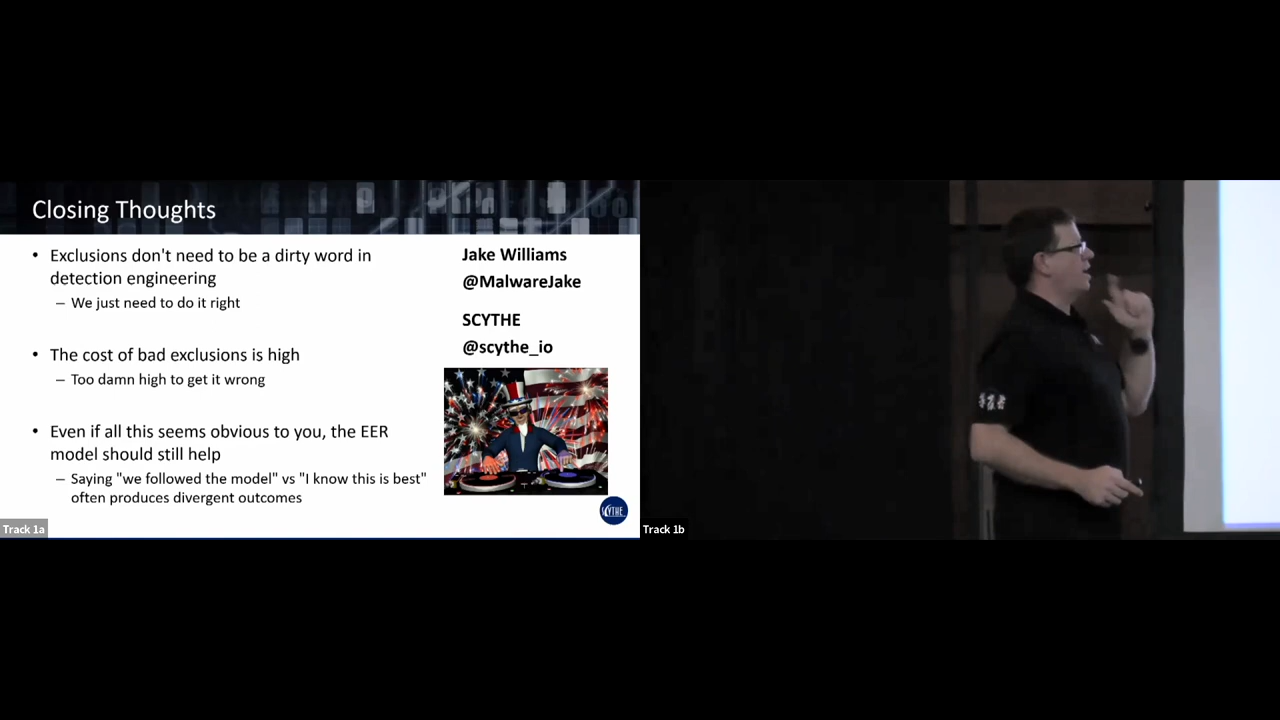 Closing Thoughts
• Exclusions don't need to be a dirty word in
detection engineering
– We just need to do it right
• The cost of bad exclusions is high
– Too damn high to get it wrong
• Even if all this seems obvious to you, the EER
model should still help
– Saying "we followed the model" vs "I know this is best"
often produces divergent outcomes
Jake Williams
@MalwareJake
SCYTHE
@scythe_io
SCYTHE
Track 1a
Track 1b